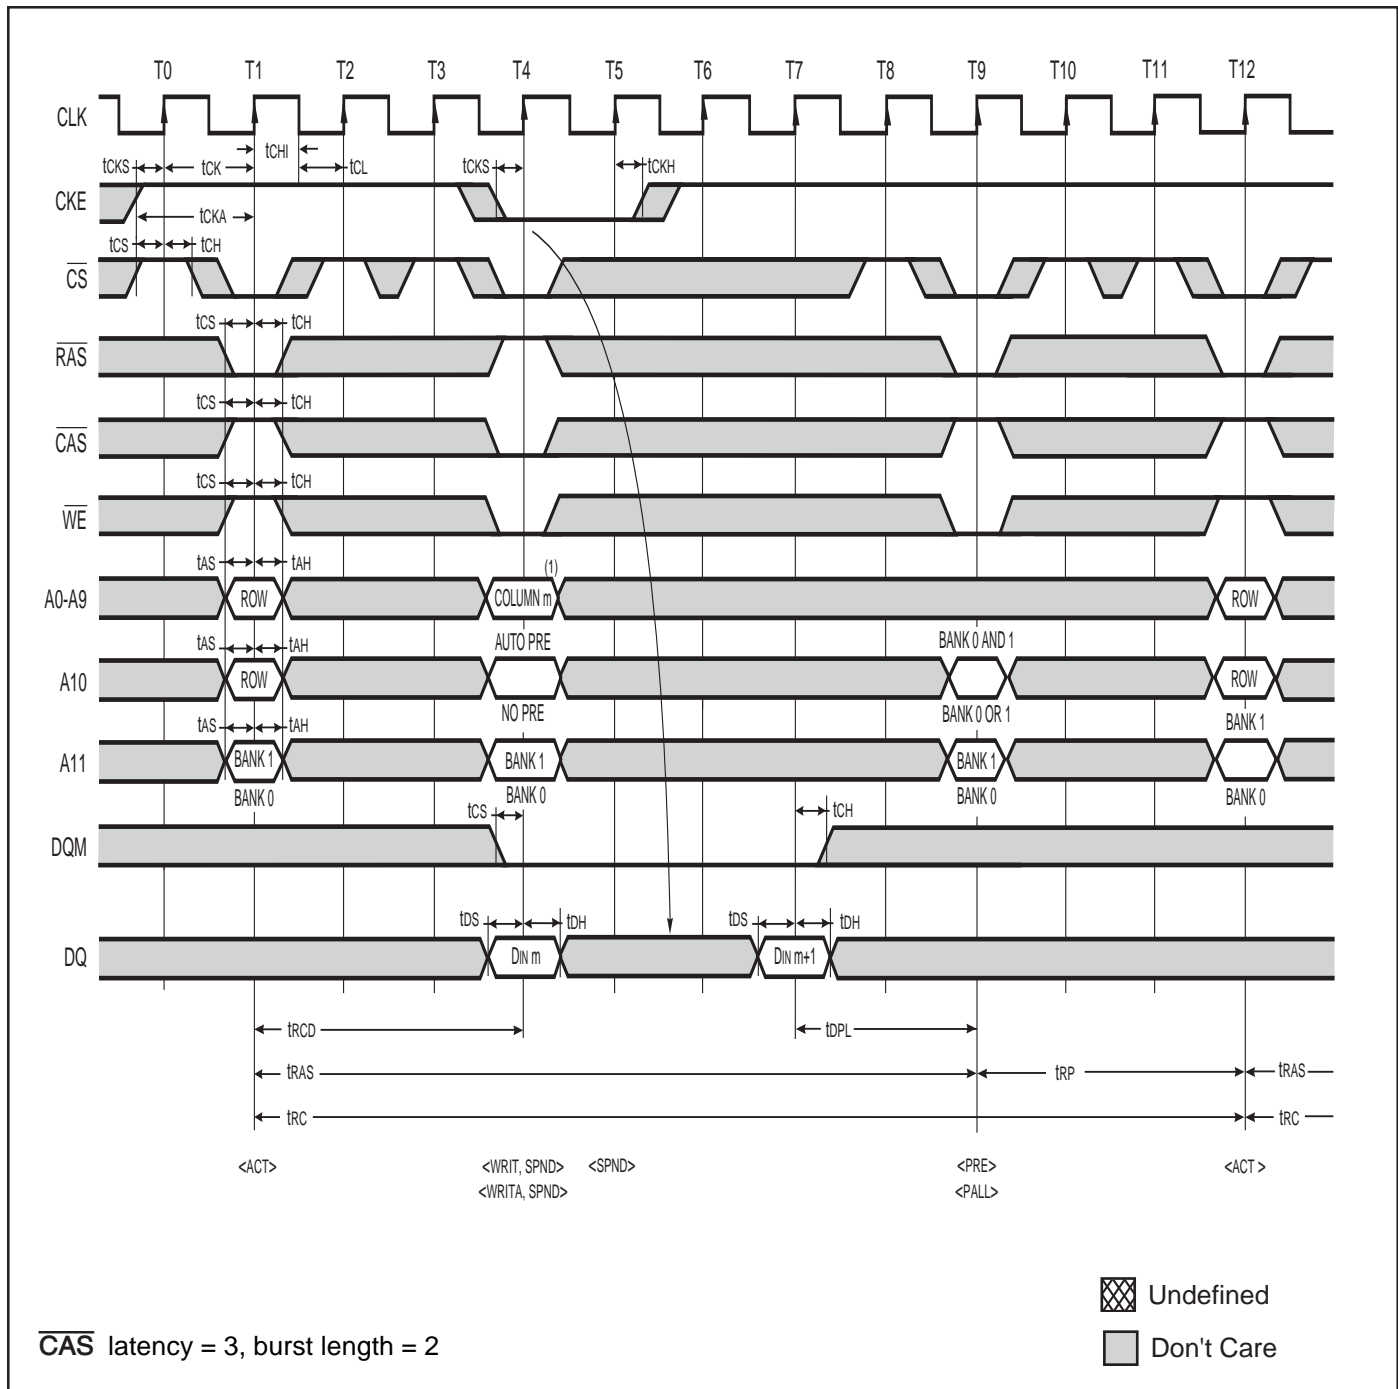 T0 T1 T2 T3 T4 T5 T6 T7 T8 T9 T10 T11 T12
CLK
tCHI
tCKS tCK tCL tCKS tCKH
CKE
tCKA
tCS tCH
CS
tCS tCH
RAS
tCS tCH
CAS
tCS tCH
WE
tAS tAH (1)
A0-A9 ROW COLUMN m ROW
tAS tAH AUTO PRE BANK 0 AND 1
A10 ROW ROW
NO PRE BANK 0 OR 1 BANK 1
tAS tAH
A11 BANK 1 BANK 1 BANK 1
BANK 0 BANK 0 BANK 0 BANK 0
tCS tCH
DQM
tDS tDH tDS tDH
DQ DIN m DIN m+1
tRCD tDPL
tRAS tRP tRAS
tRC tRC
<ACT> <WRIT, SPND> <SPND> <PRE> <ACT >
<WRITA, SPND> <PALL>
Undefined
CAS latency = 3, burst length = 2
Don't Care